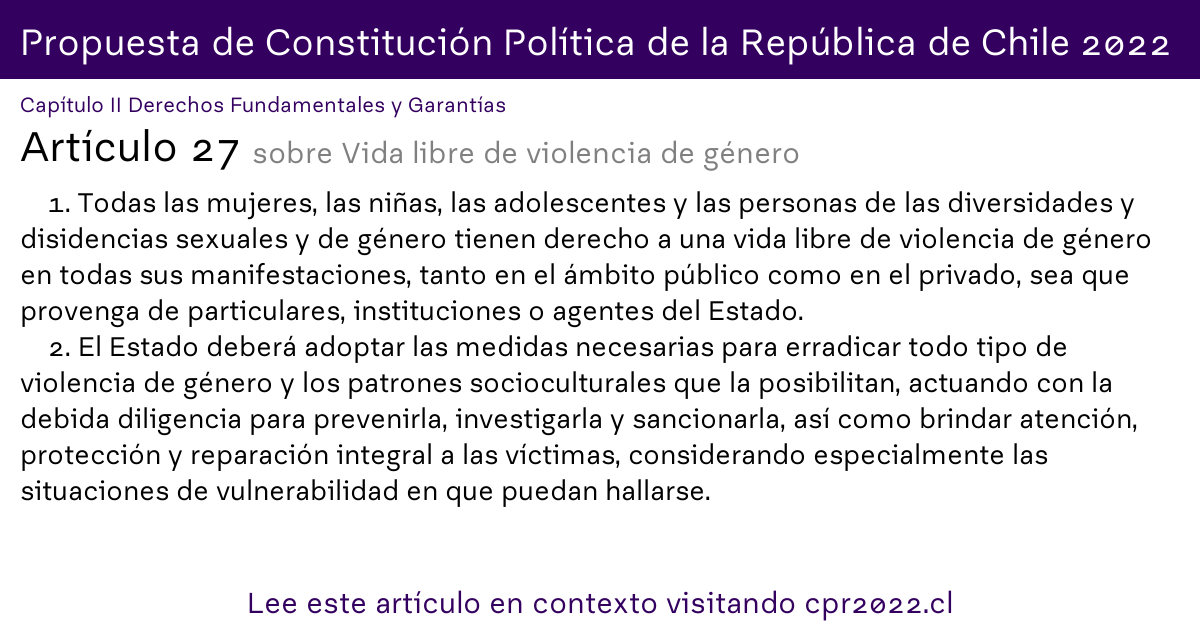 Propuesta de Constitución Política de la República de Chile 2022
Capítulo II Derechos Fundamentales y Garantías
Artículo 27 sobre Vida libre de violencia de género
1. Todas las mujeres, las niñas, las adolescentes y las personas de las diversidades y
disidencias sexuales y de género tienen derecho a una vida libre de violencia de género
en todas sus manifestaciones, tanto en el ámbito público como en el privado, sea que
provenga de particulares, instituciones o agentes del Estado.
2. El Estado deberá adoptar las medidas necesarias para erradicar todo tipo de
violencia de género y los patrones socioculturales que la posibilitan, actuando con la
debida diligencia para prevenirla, investigarla y sancionarla, así como brindar atención,
protección y reparación integral a las víctimas, considerando especialmente las
situaciones de vulnerabilidad en que puedan hallarse.
Lee este artículo en contexto visitando cpr2022.cl